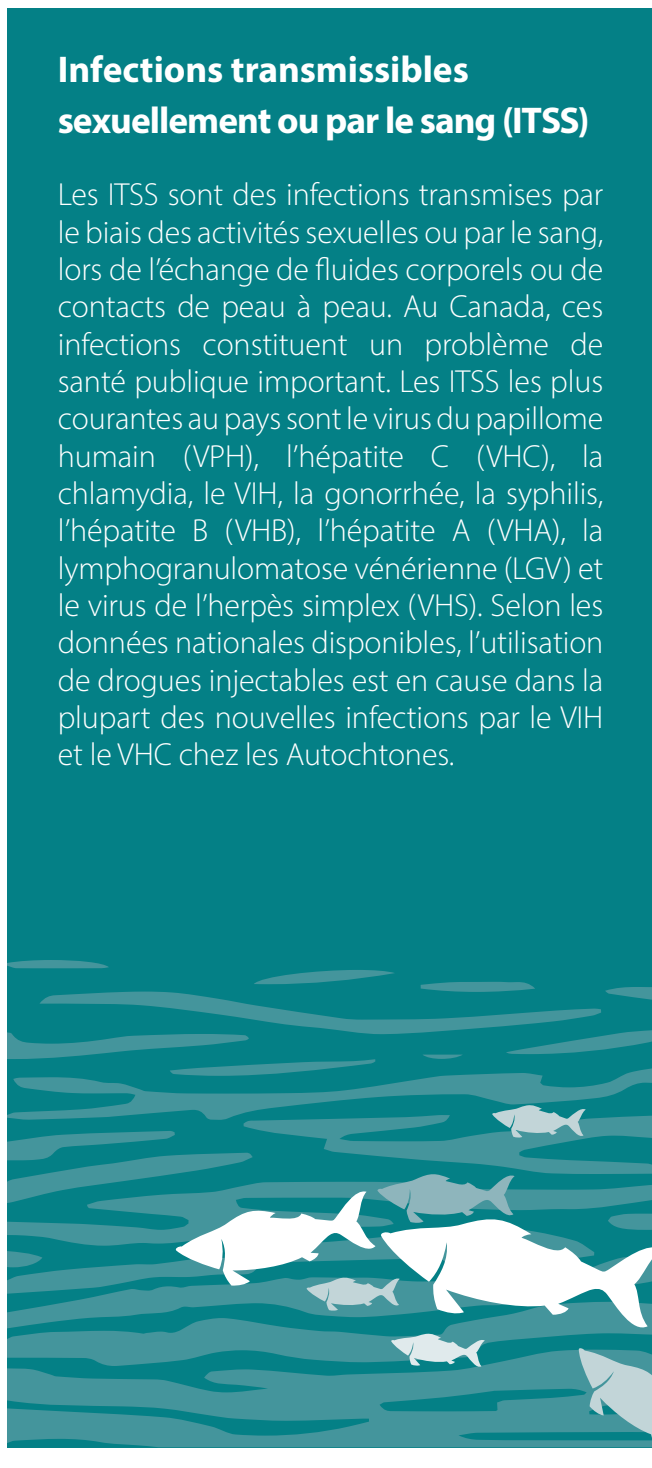 Infections transmissibles
sexuellement ou par le sang (ITSS)
Les ITSS sont des infections transmises par
le biais des activités sexuelles ou par le sang,
lors de l’échange de fluides corporels ou de
contacts de peau à peau. Au Canada, ces
infections constituent un problème de
santé publique important. Les ITSS les plus
courantes au pays sont le virus du papillome
humain (VPH), l’hépatite C (VHC), la
chlamydia, le VIH, la gonorrhée, la syphilis,
l’hépatite B (VHB), l’hépatite A (VHA), la
lymphogranulomatose vénérienne (LGV) et
le virus de l’herpès simplex (VHS). Selon les
données nationales disponibles, l’utilisation
de drogues injectables est en cause dans la
plupart des nouvelles infections par le VIH
et le VHC chez les Autochtones.